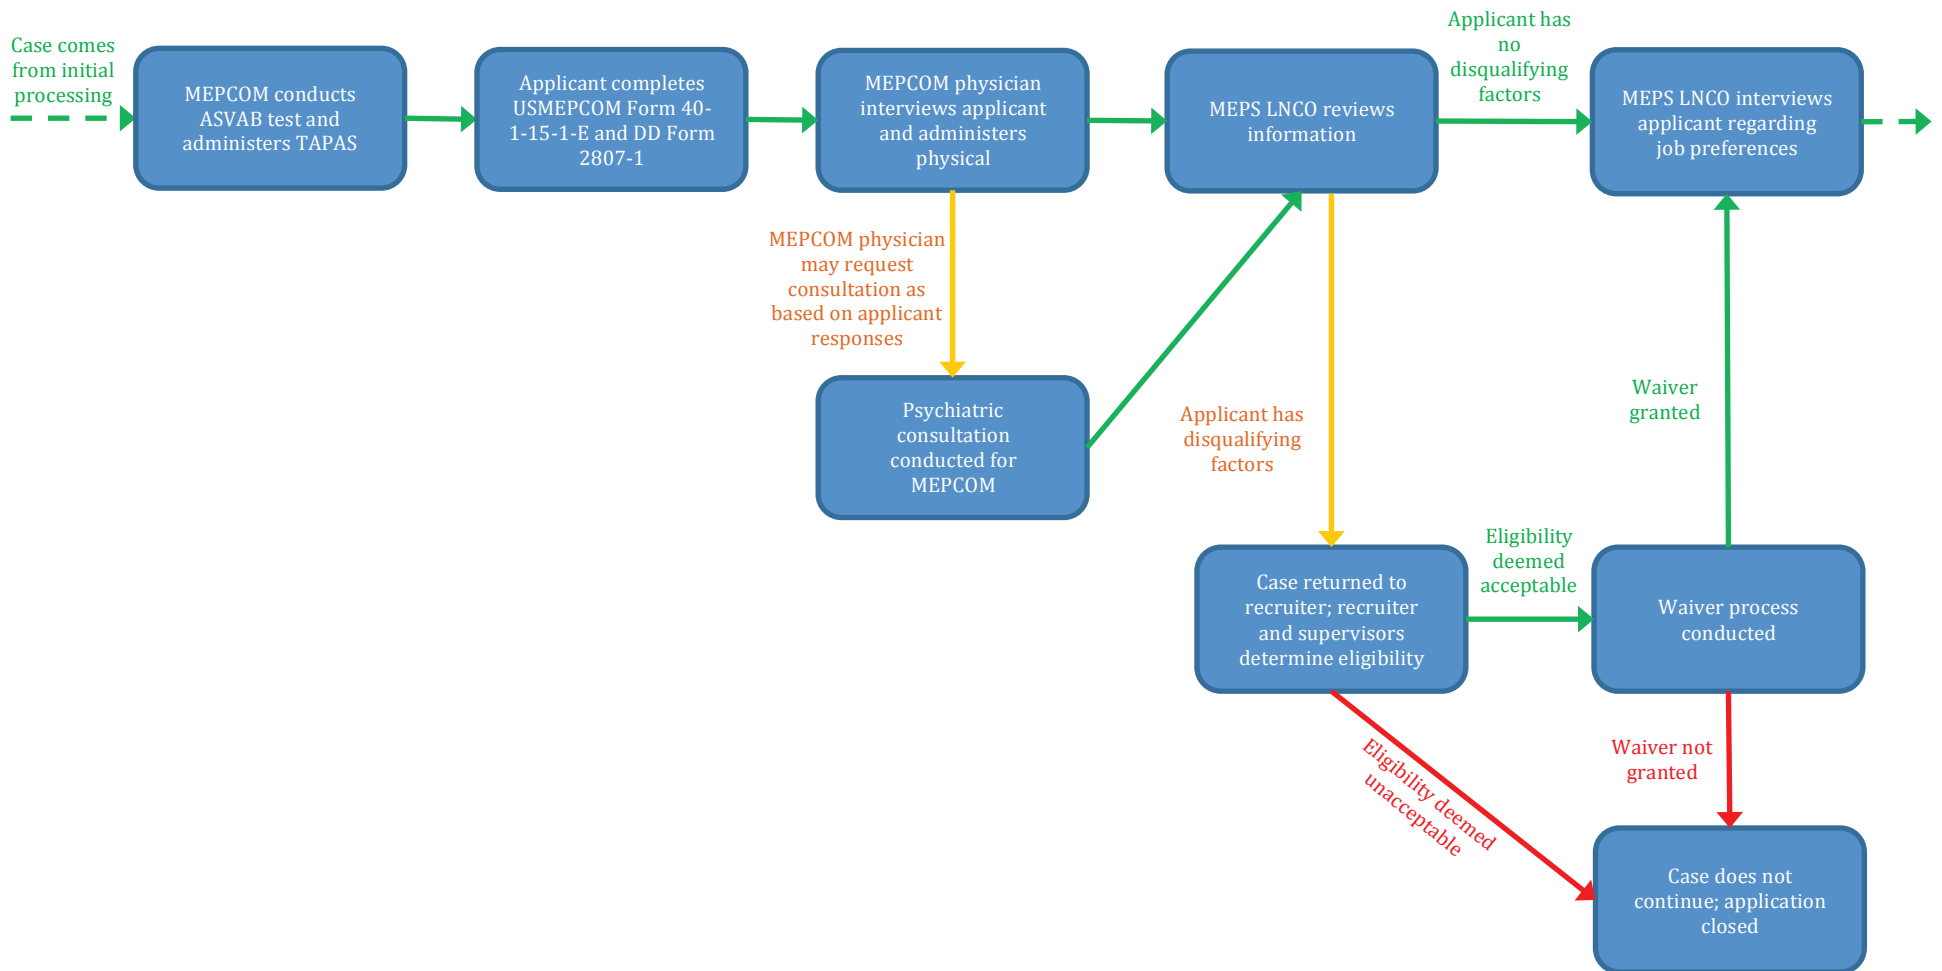 Case comes
from initial
processing
MEPCOM conducts
ASVAB test and
administers TAPAS
Applicant completes
USMEPCOM Form 40-
1-15-1-E and DD Form
2807-1
MEPCOM physician
interviews applicant
and administers
physical
MEPS LNCO reviews
information
Applicant has
no
disqualifying
factors
MEPS LNCO interviews
applicant regarding
job preferences
MEPCOM physician
may request
consultation as
based on applicant
responses
Psychiatric
consultation
conducted for
MEPCOM
Applicant has
disqualifying
factors
Waiver
granted
Case returned to
recruiter; recruiter
and supervisors
determine eligibility
Eligibility
deemed
acceptable
Waiver process
conducted
Eligibility deemed
unacceptable
Waiver not
granted
Case does not
continue; application
closed